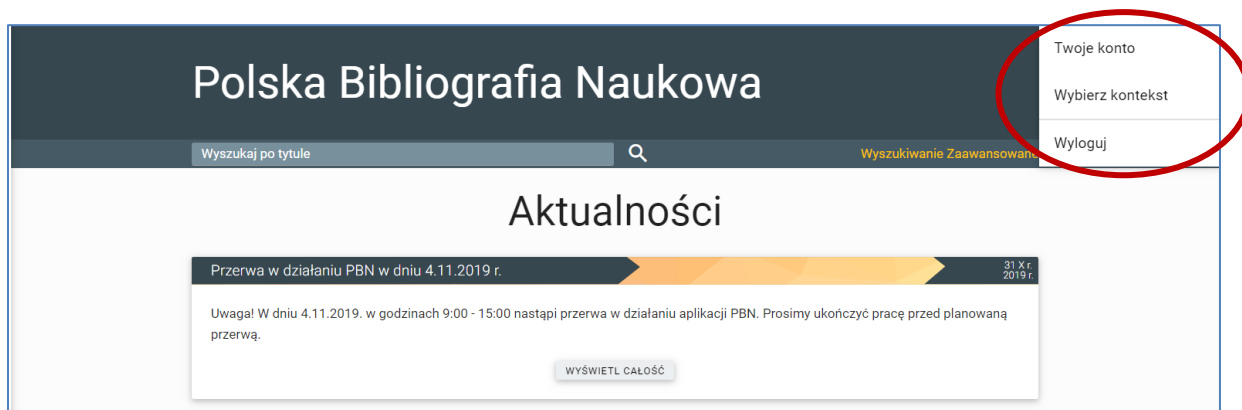 Twoje konto
Polska Bibliografia Naukowa
Wybierz kontekst
Wyloguj
Wyszukaj po tytule
Wyszukiwanie Zaawansowane
Aktualności
Przerwa w działaniu PBN w dniu 4.11.2019 r.
31 X r.
2019 r.
Uwaga! W dniu 4.11.2019. w godzinach 9:00 - 15:00 nastąpi przerwa w działaniu aplikacji PBN. Prosimy ukończyć pracę przed planowaną
przerwą.
WYŚWIETL CAŁOŚĆ